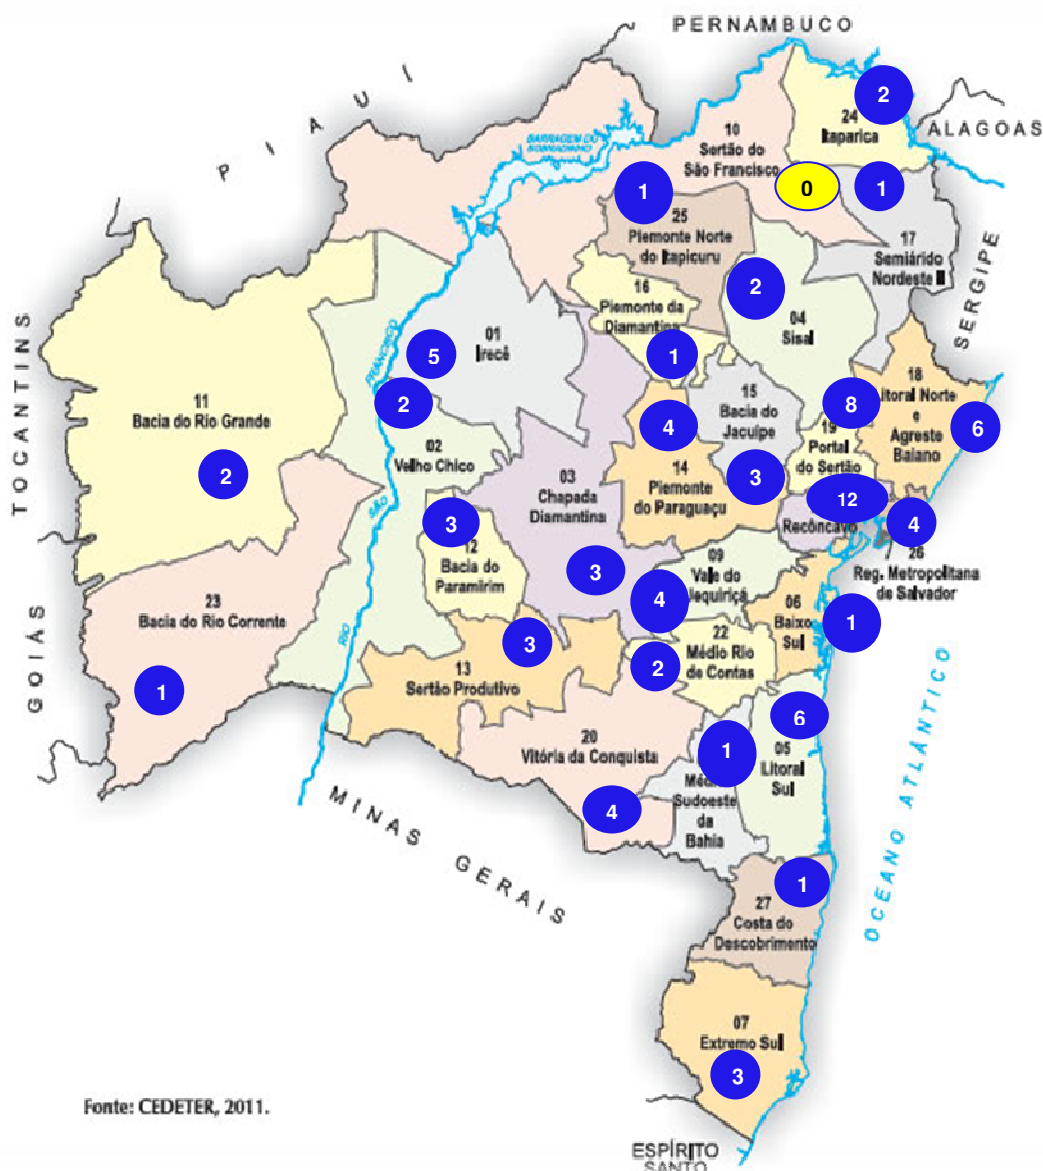 PERNAMBUCO
PIAUI
ALAGOAS
SERGIPE
TOCANTINS
GOIÁS
MINAS GERAIS
ESPÍRITO
SANTO
OCEANO ATLÂNTICO
BARRAGEM DO
SOBRADINHO
RIO
SÃO
FRANCISCO
2
24
Itaparica
10
Sertão do
São Francisco
0
1
1
25
Piemonte Norte
do Itapicuru
17
Semiárido
Nordeste II
16
Piemonte da
Diamantina
1
2
04
Sisal
01
Irecê
5
2
02
Velho Chico
11
Bacia do Rio Grande
2
15
Bacia do
Jacuípe
3
4
14
Piemonte
do Paraguaçu
18
Litoral Norte
e
Agreste
Baiano
6
8
19
Portal
do Sertão
12
Recôncavo
4
26
Reg. Metropolitana
de Salvador
03
Chapada
Diamantina
3
3
12
Bacia do
Paramirim
09
Vale do
Jequiriçá
4
06
Baixo
Sul
1
23
Bacia do Rio Corrente
1
3
13
Sertão Produtivo
22
Médio Rio
de Contas
2
6
05
Litoral
Sul
20
Vitória da Conquista
4
1
Sudoeste
da
Bahia
1
27
Costa do
Descobrimento
07
Extremo Sul
3
Fonte: CEDETER, 2011.